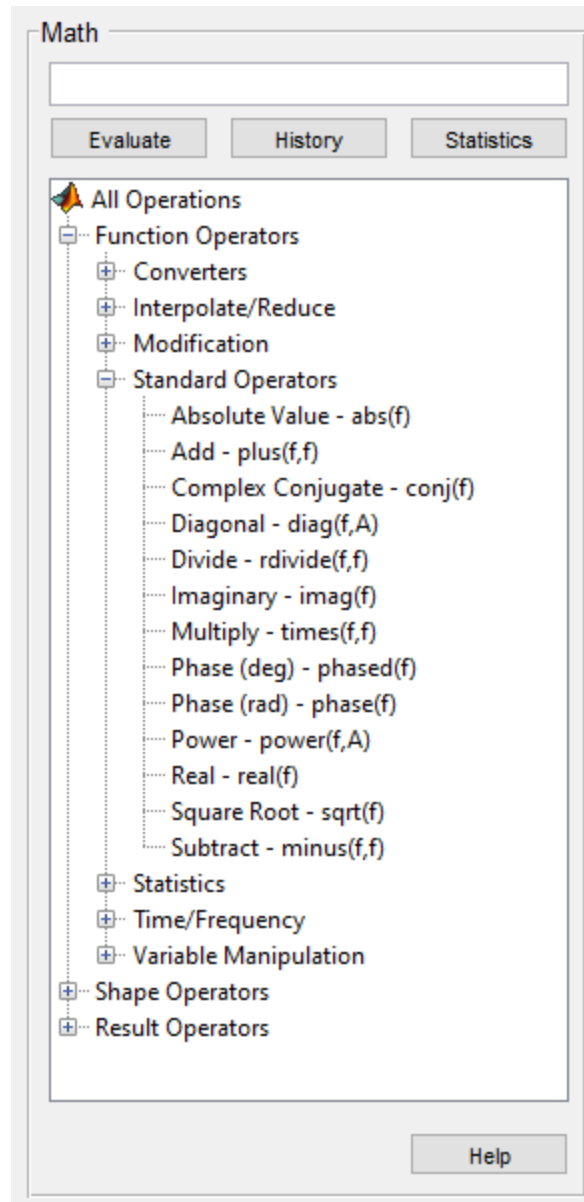 Math
Evaluate History Statistics
All Operations
Function Operators
Converters
Interpolate/Reduce
Modification
Standard Operators
Absolute Value - abs(f)
Add - plus(f,f)
Complex Conjugate - conj(f)
Diagonal - diag(f,A)
Divide - rdivide(f,f)
Imaginary - imag(f)
Multiply - times(f,f)
Phase (deg) - phased(f)
Phase (rad) - phase(f)
Power - power(f,A)
Real - real(f)
Square Root - sqrt(f)
Subtract - minus(f,f)
Statistics
Time/Frequency
Variable Manipulation
Shape Operators
Result Operators
Help